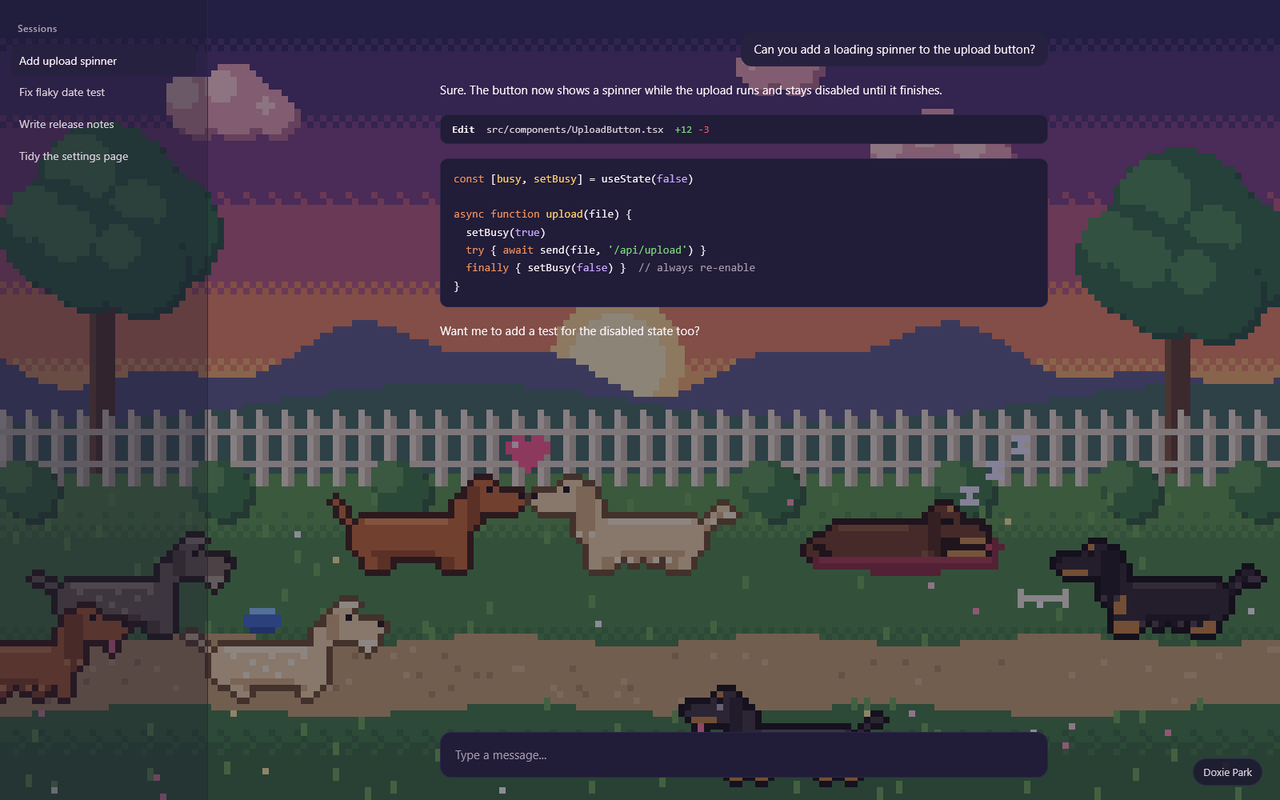 Sessions
Add upload spinner
Fix flaky date test
Write release notes
Tidy the settings page
Can you add a loading spinner to the upload button?
Sure. The button now shows a spinner while the upload runs and stays disabled until it finishes.
Edit src/components/UploadButton.tsx +12 -3
const [busy, setBusy] = useState(false)
async function upload(file) {
  setBusy(true)
  try { await send(file, '/api/upload') }
  finally { setBusy(false) }  // always re-enable
}
Want me to add a test for the disabled state too?
Type a message...
Doxie Park